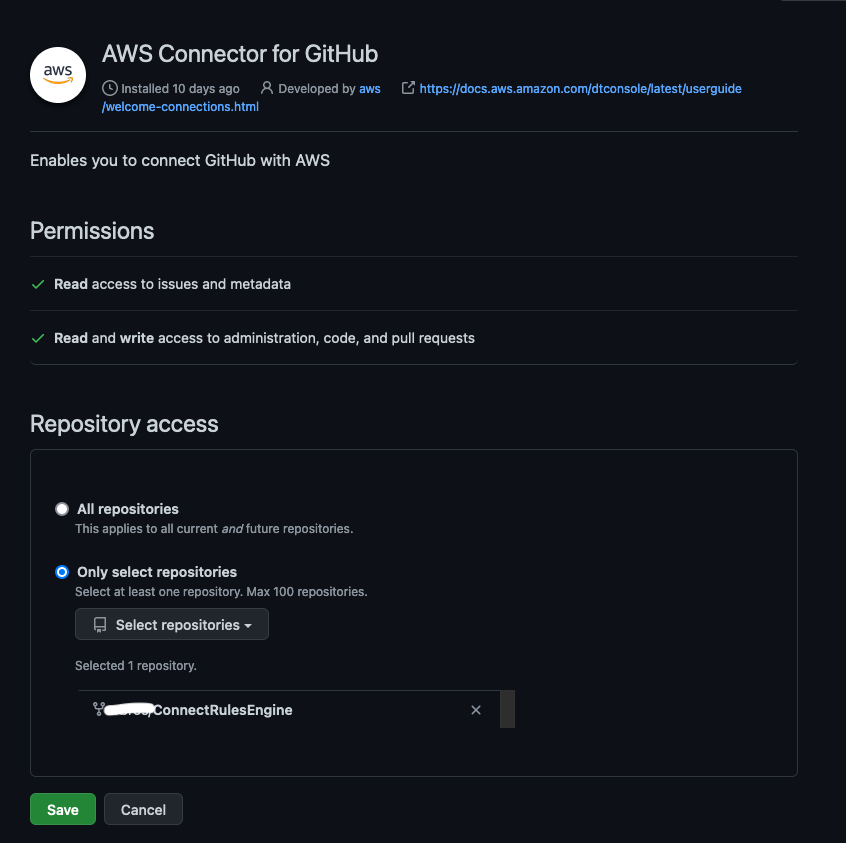 aws
AWS Connector for GitHub
Installed 10 days ago Developed by aws https://docs.aws.amazon.com/dtconsole/latest/userguide
/welcome-connections.html
Enables you to connect GitHub with AWS
Permissions
Read access to issues and metadata
Read and write access to administration, code, and pull requests
Repository access
All repositories
This applies to all current and future repositories.
Only select repositories
Select at least one repository. Max 100 repositories.
Select repositories
Selected 1 repository.
/ConnectRulesEngine
Save Cancel